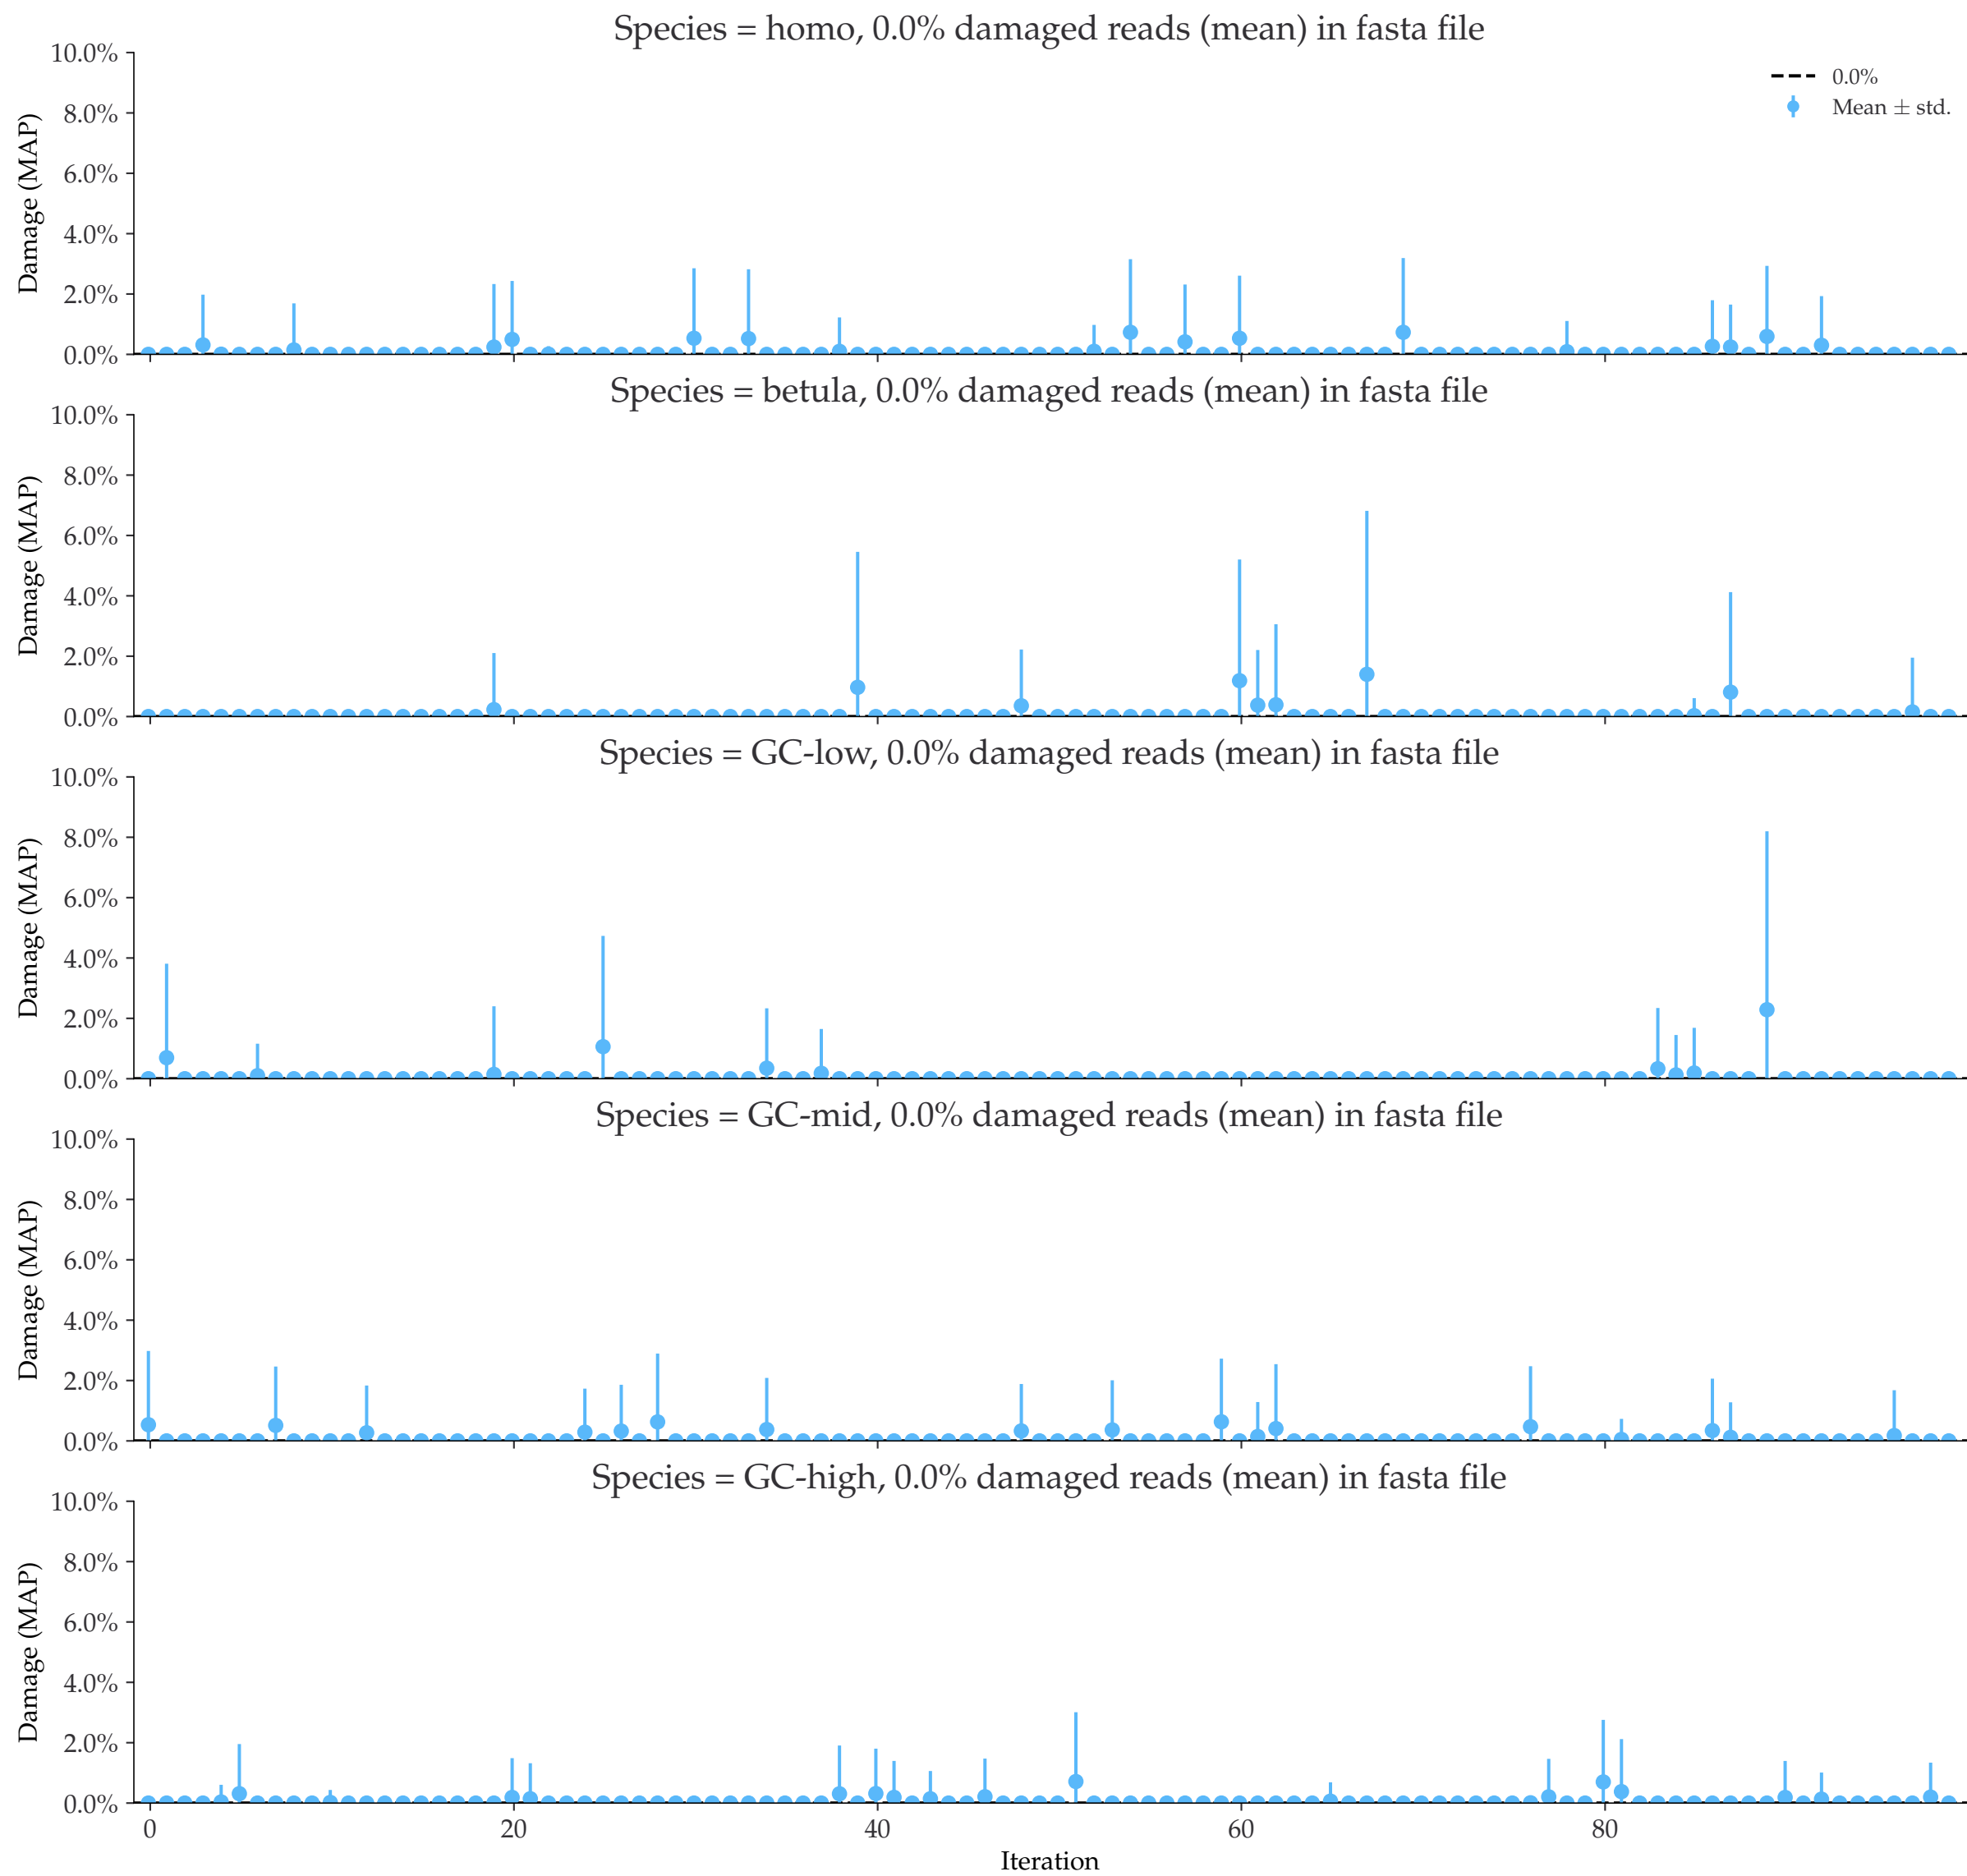 Species = homo, 0.0% damaged reads (mean) in fasta file
10.0%
8.0%
6.0%
4.0%
2.0%
0.0%
Damage (MAP)
0.0%
Mean ± std.
Species = betula, 0.0% damaged reads (mean) in fasta file
10.0%
8.0%
6.0%
4.0%
2.0%
0.0%
Damage (MAP)
Species = GC-low, 0.0% damaged reads (mean) in fasta file
10.0%
8.0%
6.0%
4.0%
2.0%
0.0%
Damage (MAP)
Species = GC-mid, 0.0% damaged reads (mean) in fasta file
10.0%
8.0%
6.0%
4.0%
2.0%
0.0%
Damage (MAP)
Species = GC-high, 0.0% damaged reads (mean) in fasta file
10.0%
8.0%
6.0%
4.0%
2.0%
0.0%
Damage (MAP)
0 20 40 60 80
Iteration